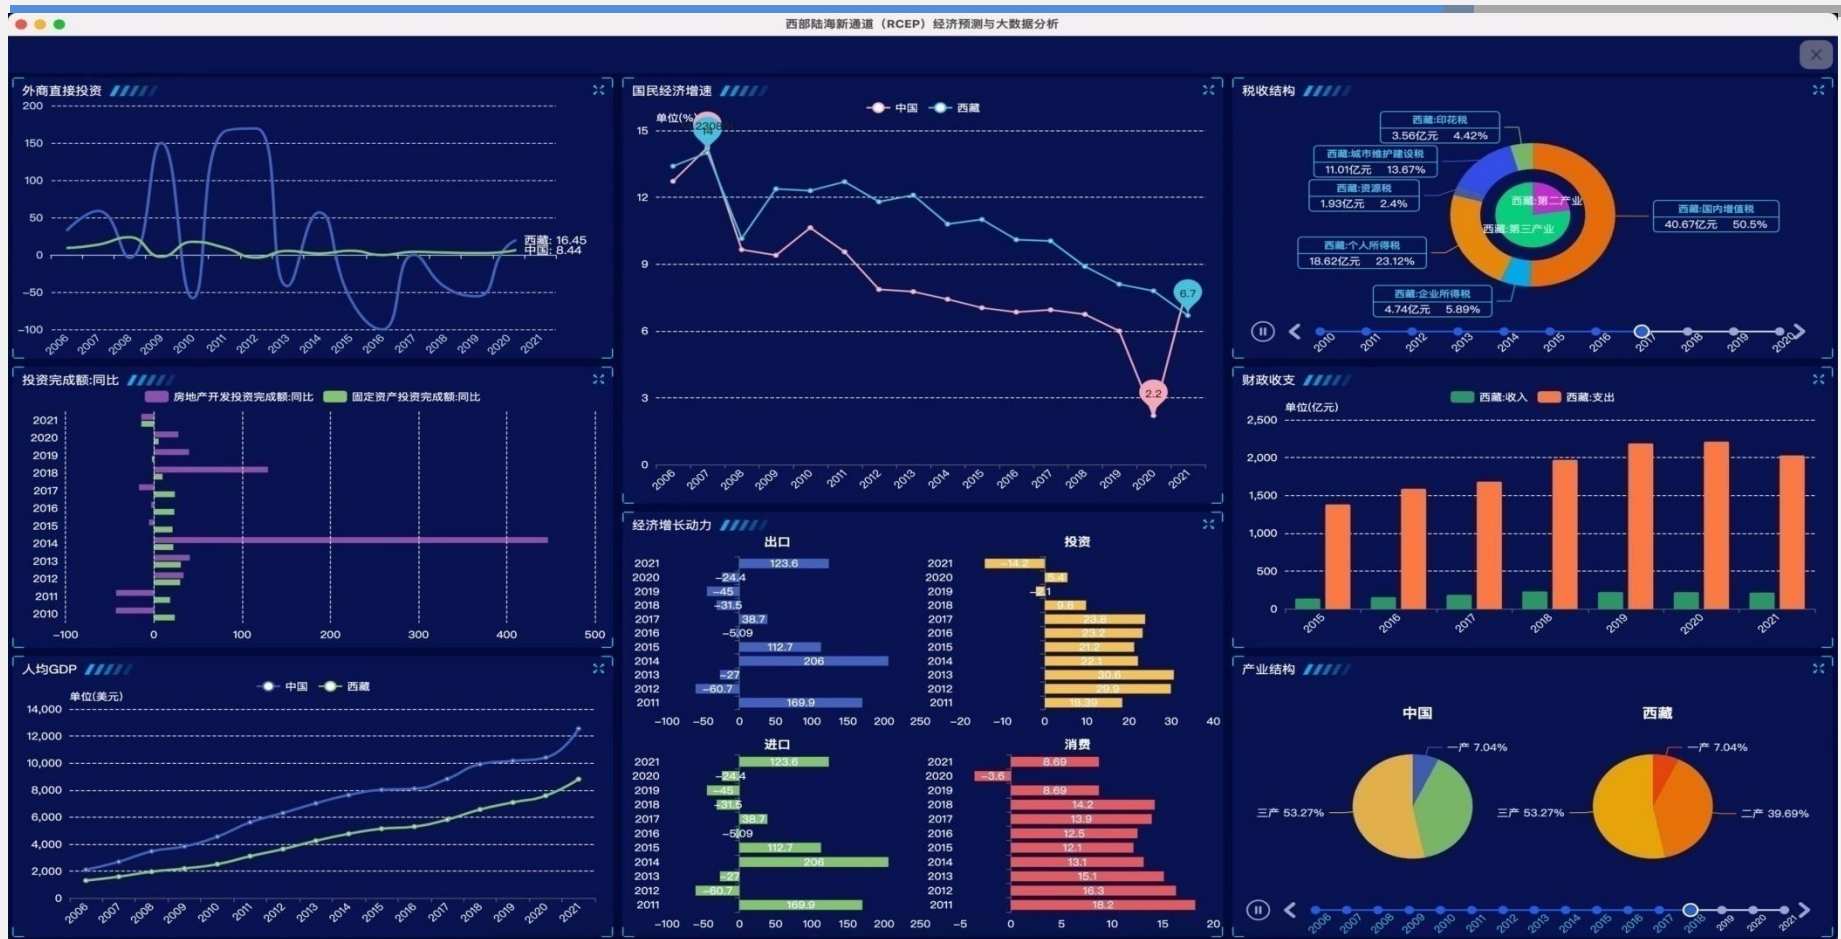 西部陆海新通道（RCEP）经济预测与大数据分析
外商直接投资
200
150
100
50
0
−50
−100
西藏: 16.45
中国: 8.44
2006 2007 2008 2009 2010 2011 2012 2013 2014 2015 2016 2017 2018 2019 2020 2021
投资完成额:同比
房地产开发投资完成额:同比 固定资产投资完成额:同比
2021
2020
2019
2018
2017
2016
2015
2014
2013
2012
2011
2010
−100 0 100 200 300 400 500
人均GDP
中国 西藏
单位(美元)
14,000
12,000
10,000
8,000
6,000
4,000
2,000
0
2006 2007 2008 2009 2010 2011 2012 2013 2014 2015 2016 2017 2018 2019 2020 2021
国民经济增速
中国 西藏
单位(%)
14
6.7
2.2
15
12
9
6
3
0
2006 2007 2008 2009 2010 2011 2012 2013 2014 2015 2016 2017 2018 2019 2020 2021
经济增长动力
出口
2021 123.6
2020 −24.4
2019 −45
2018 −31.5
2017 38.7
2016 −5.09
2015 112.7
2014 206
2013 −27
2012 −60.7
2011 169.9
−100 −50 0 50 100 150 200 250
投资
2021 −14.2
2020 5.4
2019 −2.1
2018 9.8
2017 23.8
2016 23.2
2015 21.2
2014 22.1
2013 30.6
2012 29.9
2011 18.39
−20 −10 0 10 20 30 40
进口
2021 123.6
2020 −24.4
2019 −45
2018 −31.5
2017 38.7
2016 −5.09
2015 112.7
2014 206
2013 −27
2012 −60.7
2011 169.9
−100 −50 0 50 100 150 200 250
消费
2021 8.69
2020 −3.6
2019 8.69
2018 14.2
2017 13.9
2016 12.5
2015 12.1
2014 13.1
2013 15.1
2012 16.3
2011 18.2
−5 0 5 10 15 20
税收结构
西藏:印花税
3.56亿元 4.42%
西藏:城市维护建设税
11.01亿元 13.67%
西藏:资源税
1.93亿元 2.4%
西藏:个人所得税
18.62亿元 23.12%
西藏:企业所得税
4.74亿元 5.89%
西藏:国内增值税
40.67亿元 50.5%
西藏:第二产业
西藏:第三产业
2010 2011 2012 2013 2014 2015 2016 2017 2018 2019 2020
财政收支
西藏:收入 西藏:支出
单位(亿元)
2,500
2,000
1,500
1,000
500
0
2015 2016 2017 2018 2019 2020 2021
产业结构
中国 西藏
一产 7.04%
三产 53.27%
一产 7.04%
三产 53.27%
二产 39.69%
2006 2007 2008 2009 2010 2011 2012 2013 2014 2015 2016 2017 2018 2019 2020 2021